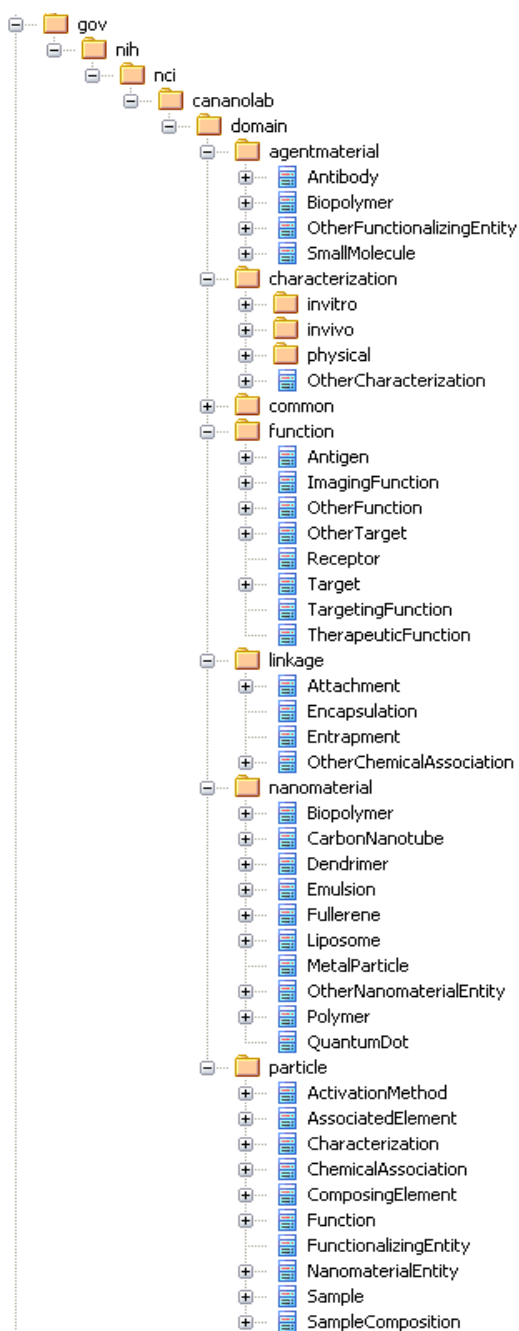 gov
nih
nci
cananolab
domain
agentmaterial
Antibody
Biopolymer
OtherFunctionalizingEntity
SmallMolecule
characterization
invitro
invivo
physical
OtherCharacterization
common
function
Antigen
ImagingFunction
OtherFunction
OtherTarget
Receptor
Target
TargetingFunction
TherapeuticFunction
linkage
Attachment
Encapsulation
Entrapment
OtherChemicalAssociation
nanomaterial
Biopolymer
CarbonNanotube
Dendrimer
Emulsion
Fullerene
Liposome
MetalParticle
OtherNanomaterialEntity
Polymer
QuantumDot
particle
ActivationMethod
AssociatedElement
Characterization
ChemicalAssociation
ComposingElement
Function
FunctionalizingEntity
NanomaterialEntity
Sample
SampleComposition